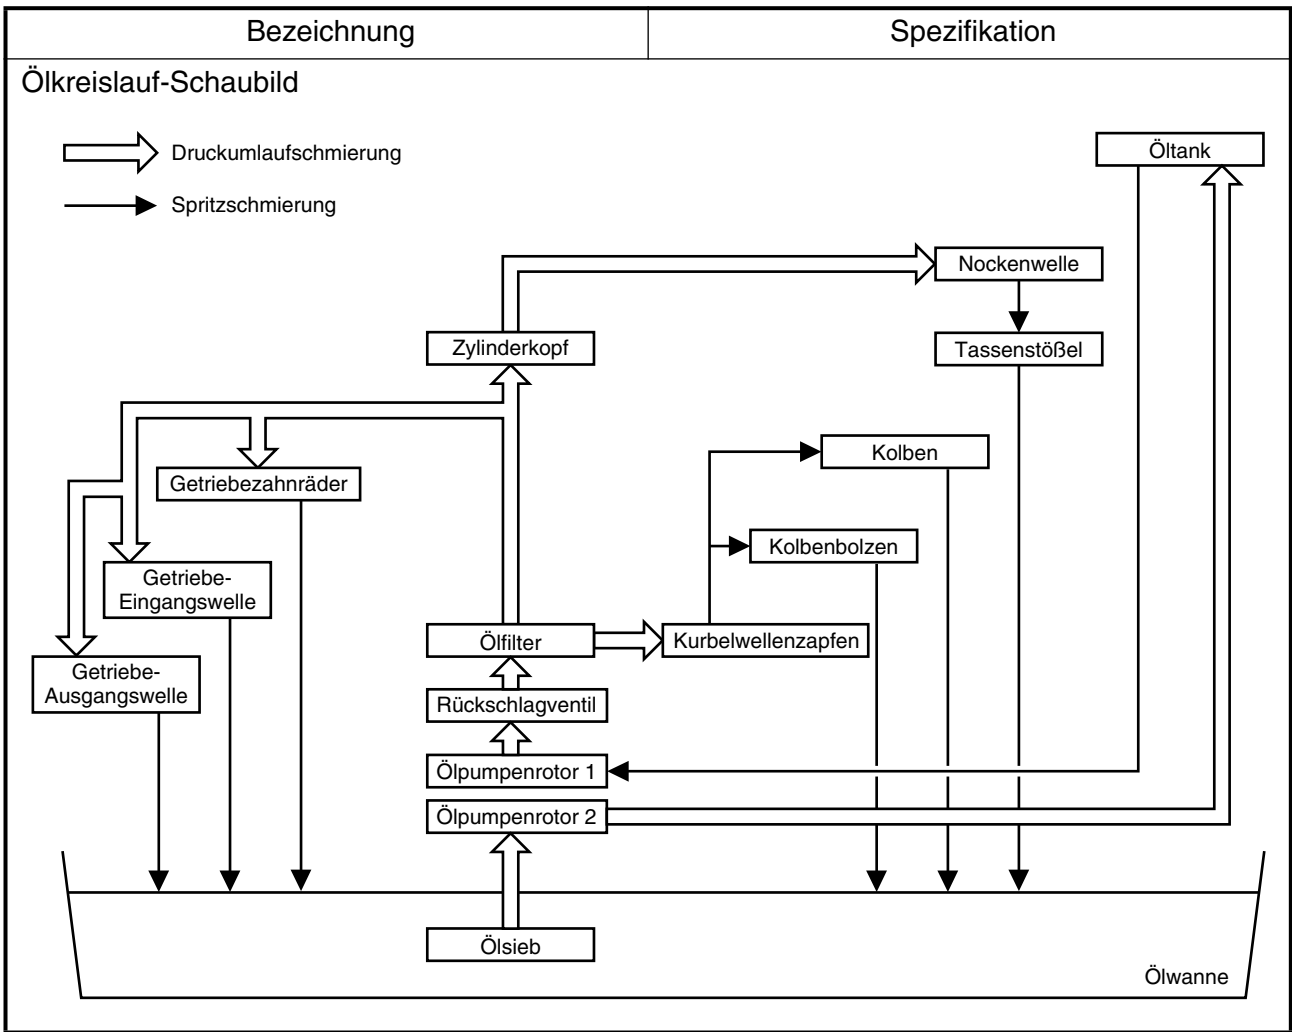 Bezeichnung
Spezifikation
Ölkreislauf-Schaubild
Druckumlaufschmierung
Spritzschmierung
Öltank
Nockenwelle
Zylinderkopf
Tassenstößel
Kolben
Getriebezahnräder
Kolbenbolzen
Getriebe-
Eingangswelle
Ölfilter
Kurbelwellenzapfen
Getriebe-
Ausgangswelle
Rückschlagventil
Ölpumpenrotor 1
Ölpumpenrotor 2
Ölsieb
Ölwanne